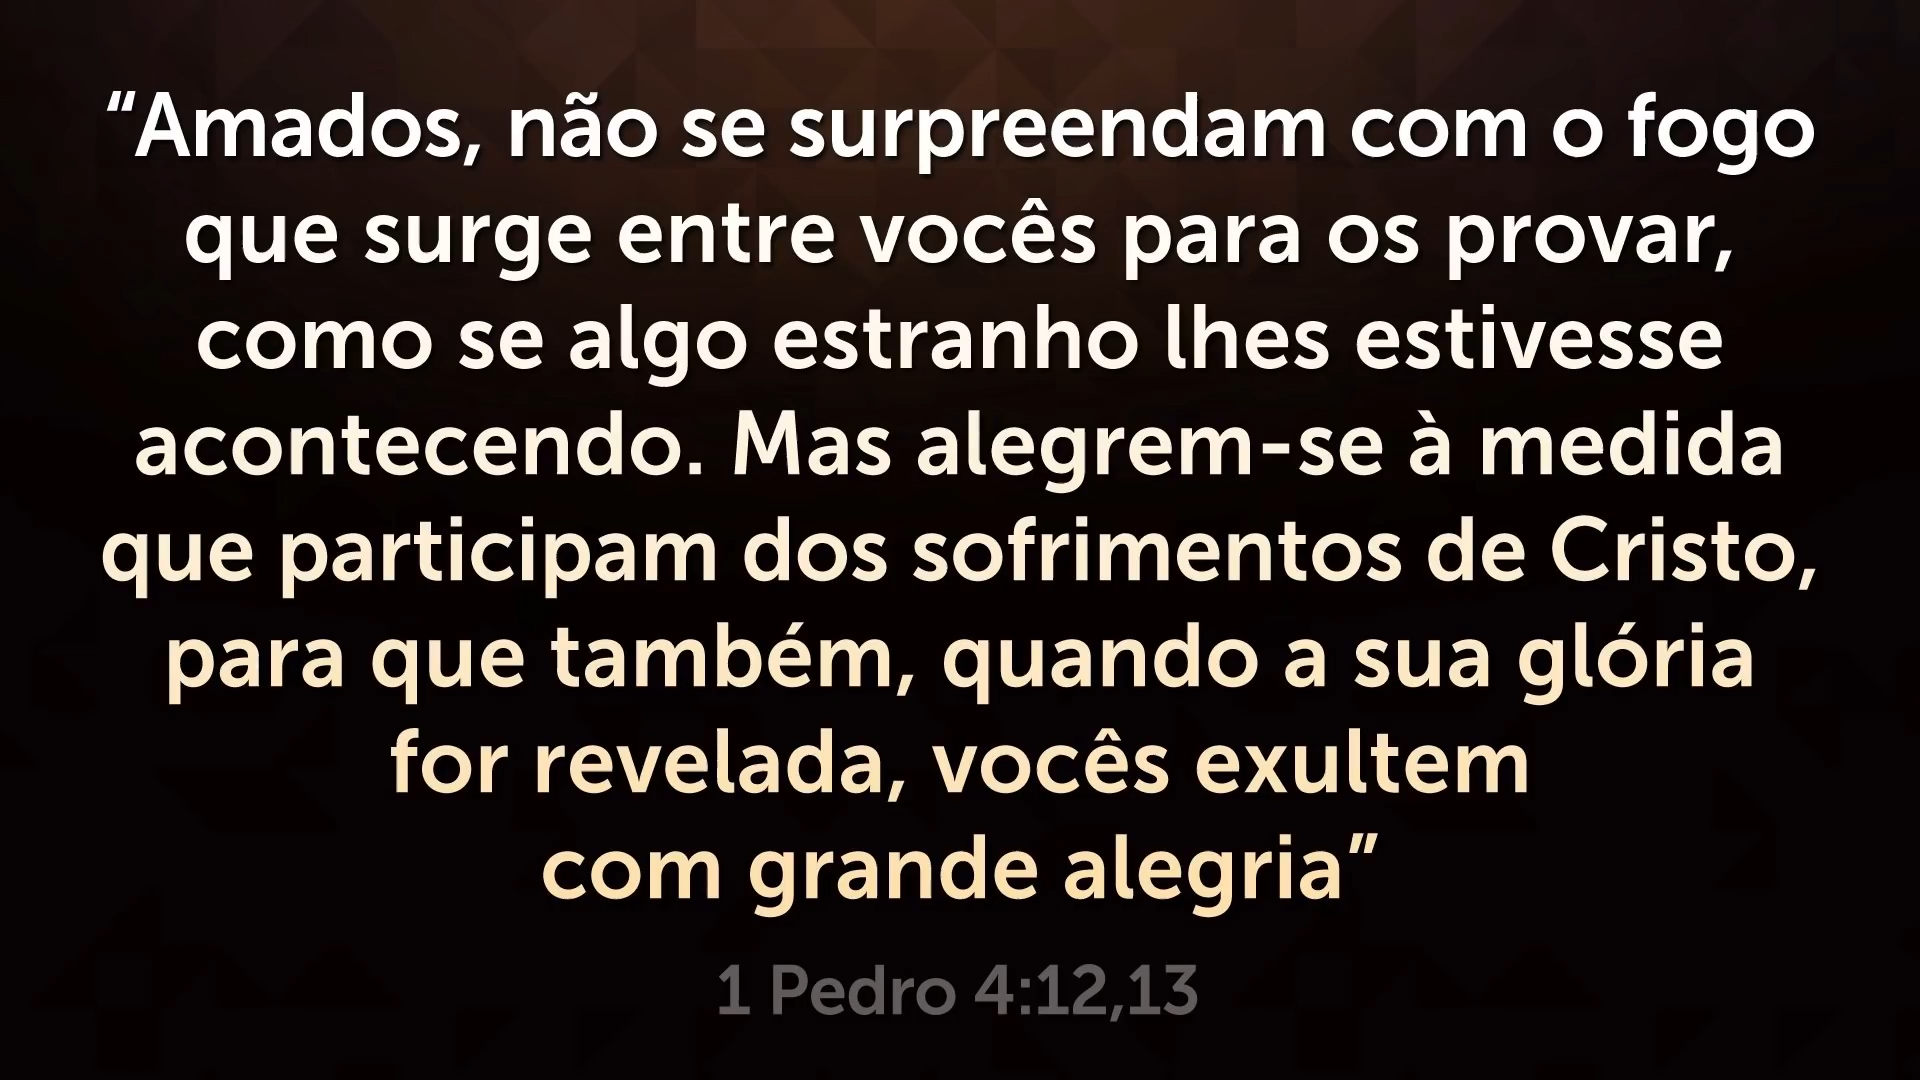 “Amados, não se surpreendam com o fogo
que surge entre vocês para os provar,
como se algo estranho lhes estivesse
acontecendo. Mas alegrem-se à medida
que participam dos sofrimentos de Cristo,
para que também, quando a sua glória
for revelada, vocês exultem
com grande alegria”
1 Pedro 4:12,13